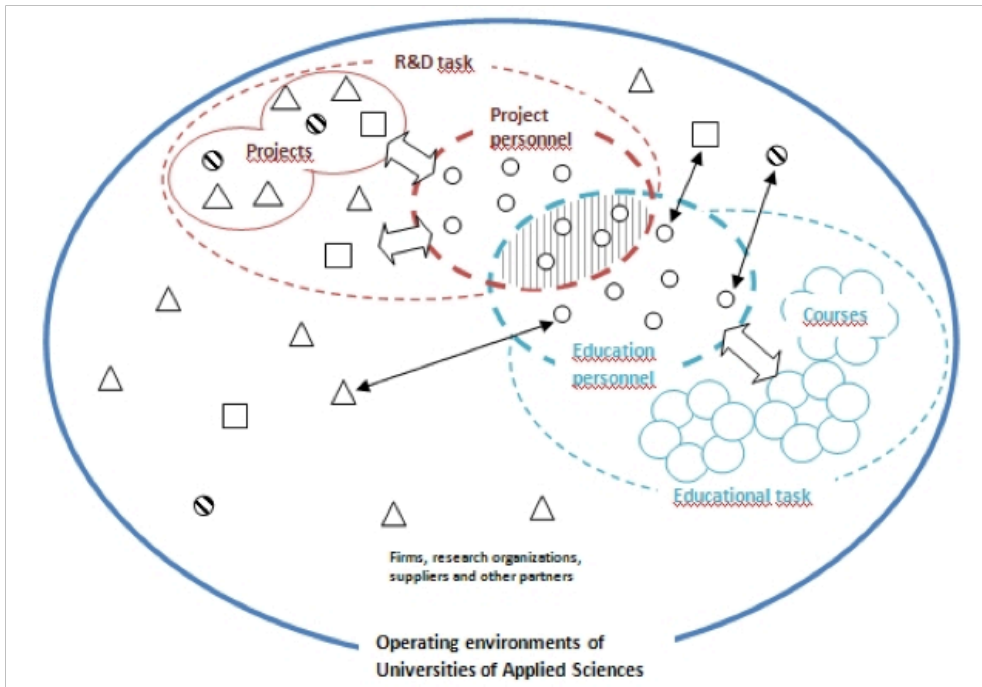 R&D task
Project
personnel
Projects
Courses
Education
personnel
Educational task
Firms, research organizations,
suppliers and other partners
Operating environments of
Universities of Applied Sciences